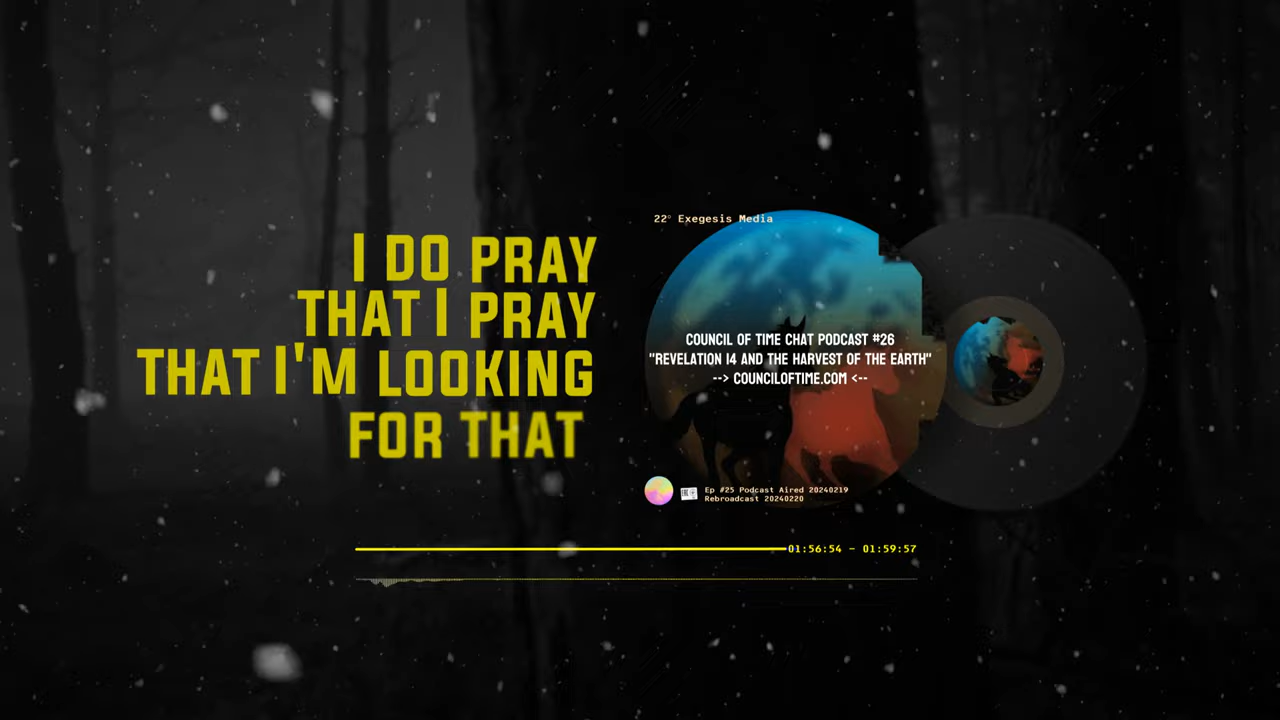 I DO PRAY
THAT I PRAY
THAT I'M LOOKING
FOR THAT
22° Exegesis Media
COUNCIL OF TIME CHAT PODCAST #26
"REVELATION 14 AND THE HARVEST OF THE EARTH"
--> COUNCILOFTIME.COM <--
Ep #25 Podcast Aired 20240219
Rebroadcast 20240220
01:56:54 - 01:59:57